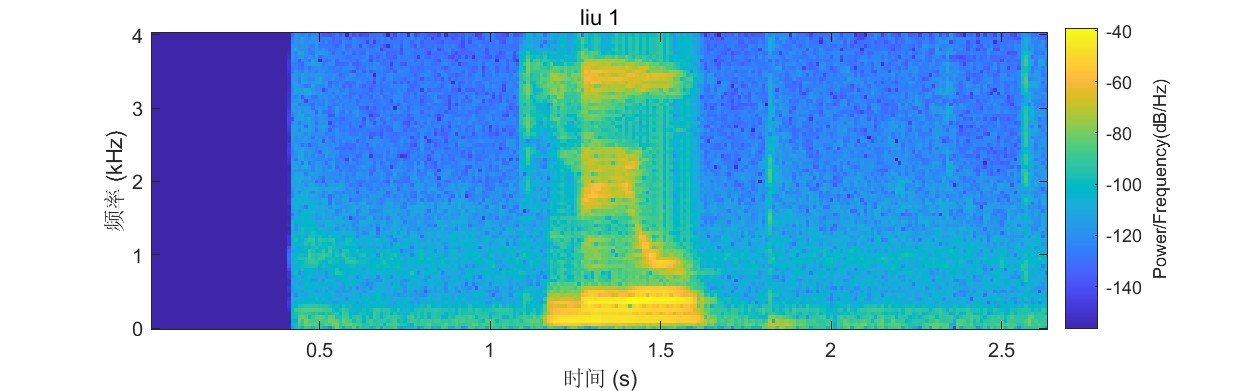 liu 1
4
3
2
1
0
频率 (kHz)
0.5 1 1.5 2 2.5
时间 (s)
-40
-60
-80
-100
-120
-140
Power/Frequency(dB/Hz)